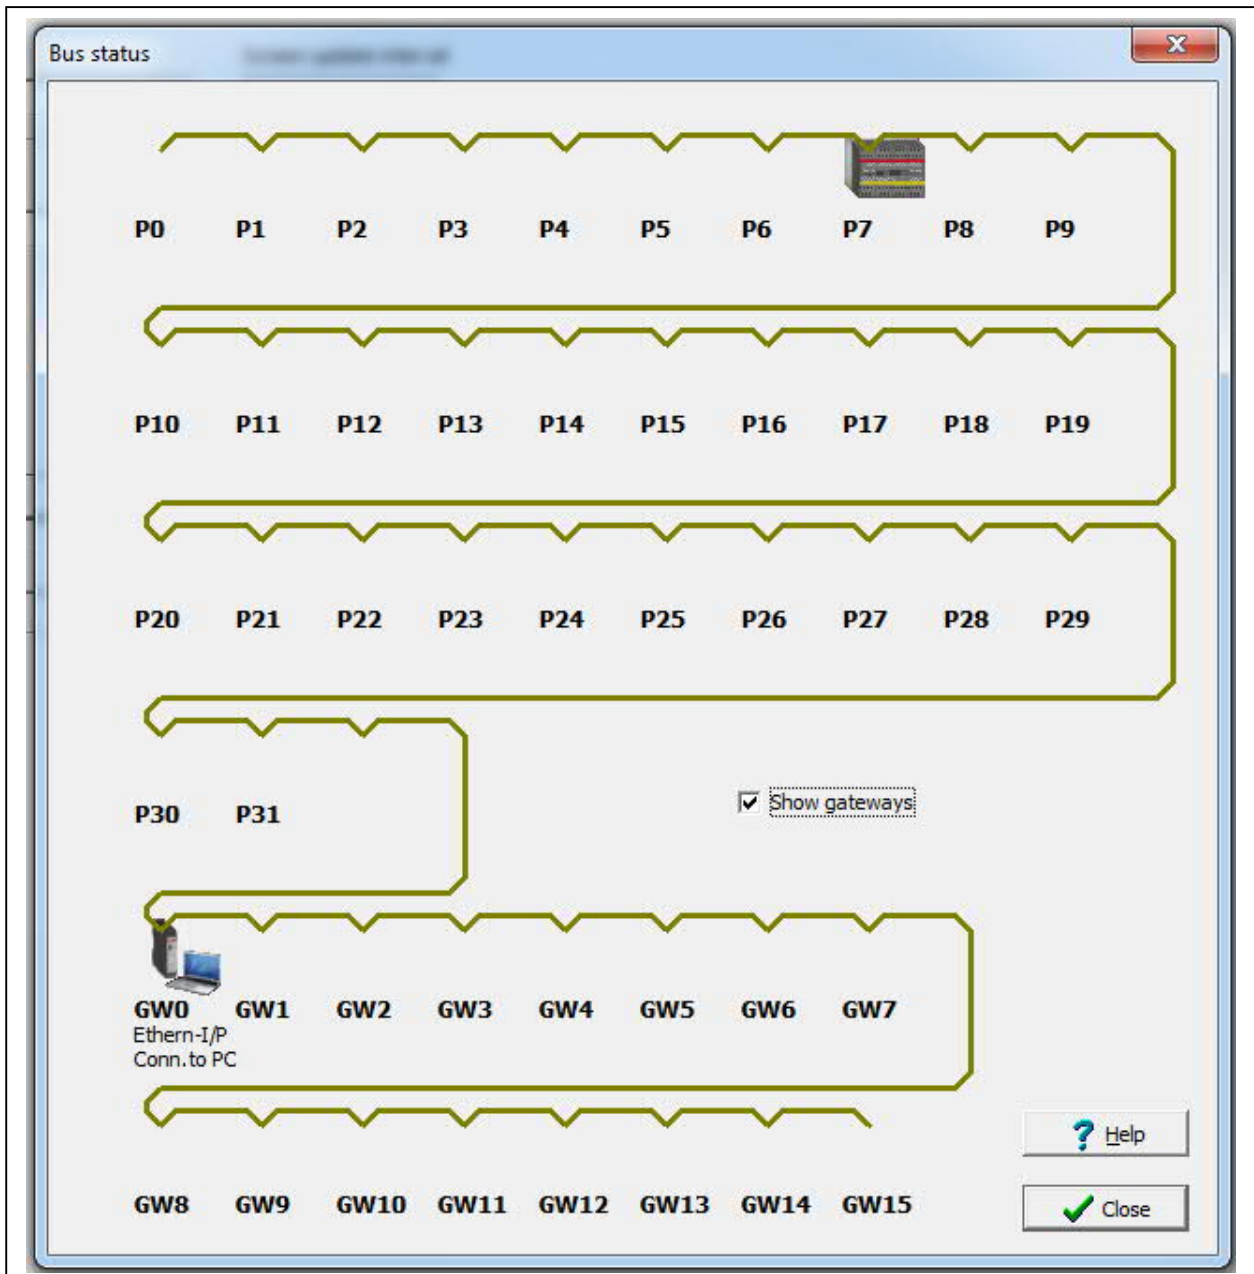 Bus status
P0 P1 P2 P3 P4 P5 P6 P7 P8 P9
P10 P11 P12 P13 P14 P15 P16 P17 P18 P19
P20 P21 P22 P23 P24 P25 P26 P27 P28 P29
P30 P31
Show gateways
GW0 GW1 GW2 GW3 GW4 GW5 GW6 GW7
Ethern-I/P
Conn.to PC
Help
GW8 GW9 GW10 GW11 GW12 GW13 GW14 GW15
Close